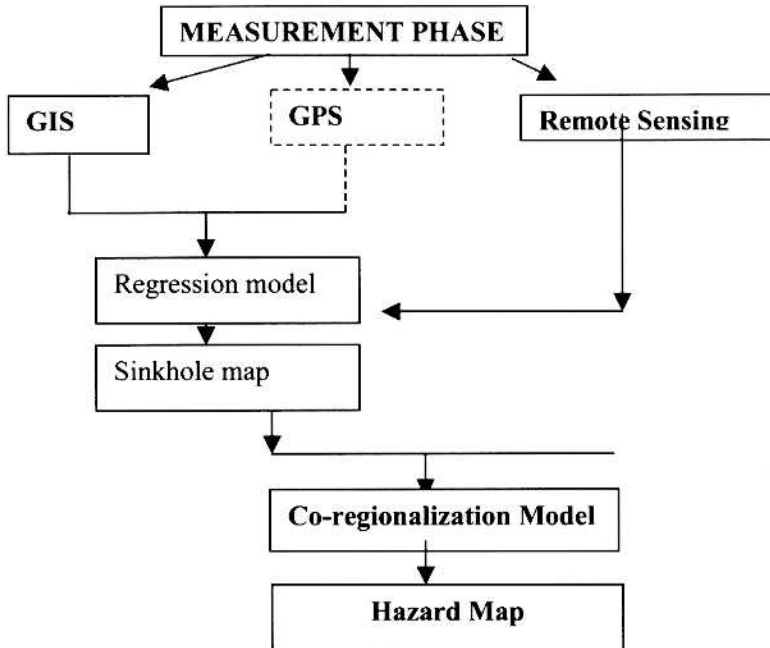 MEASUREMENT PHASE
GIS
GPS
Remote Sensing
Regression model
Sinkhole map
Co-regionalization Model
Hazard Map